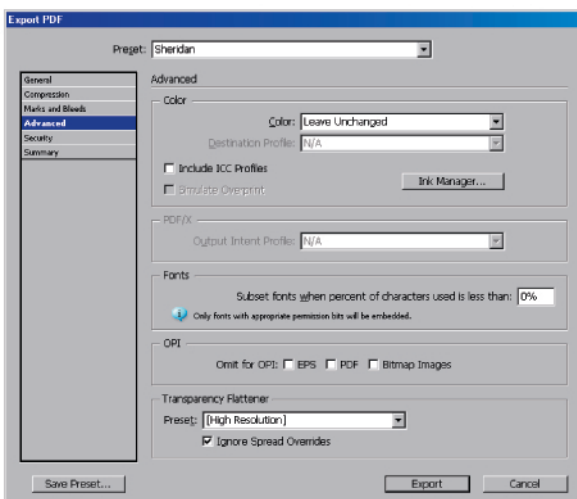 Export PDF
Preset: Sheridan
General
Compression
Marks and Bleeds
Advanced
Security
Summary
Advanced
Color
Color: Leave Unchanged
Destination Profile: N/A
Include ICC Profiles
Simulate Overprint
Ink Manager...
PDF/X
Output Intent Profile: N/A
Fonts
Subset fonts when percent of characters used is less than: 0%
Only fonts with appropriate permission bits will be embedded.
OPI
Omit for OPI: EPS PDF Bitmap Images
Transparency Flattener
Preset: [High Resolution]
Ignore Spread Overrides
Save Preset... Export Cancel